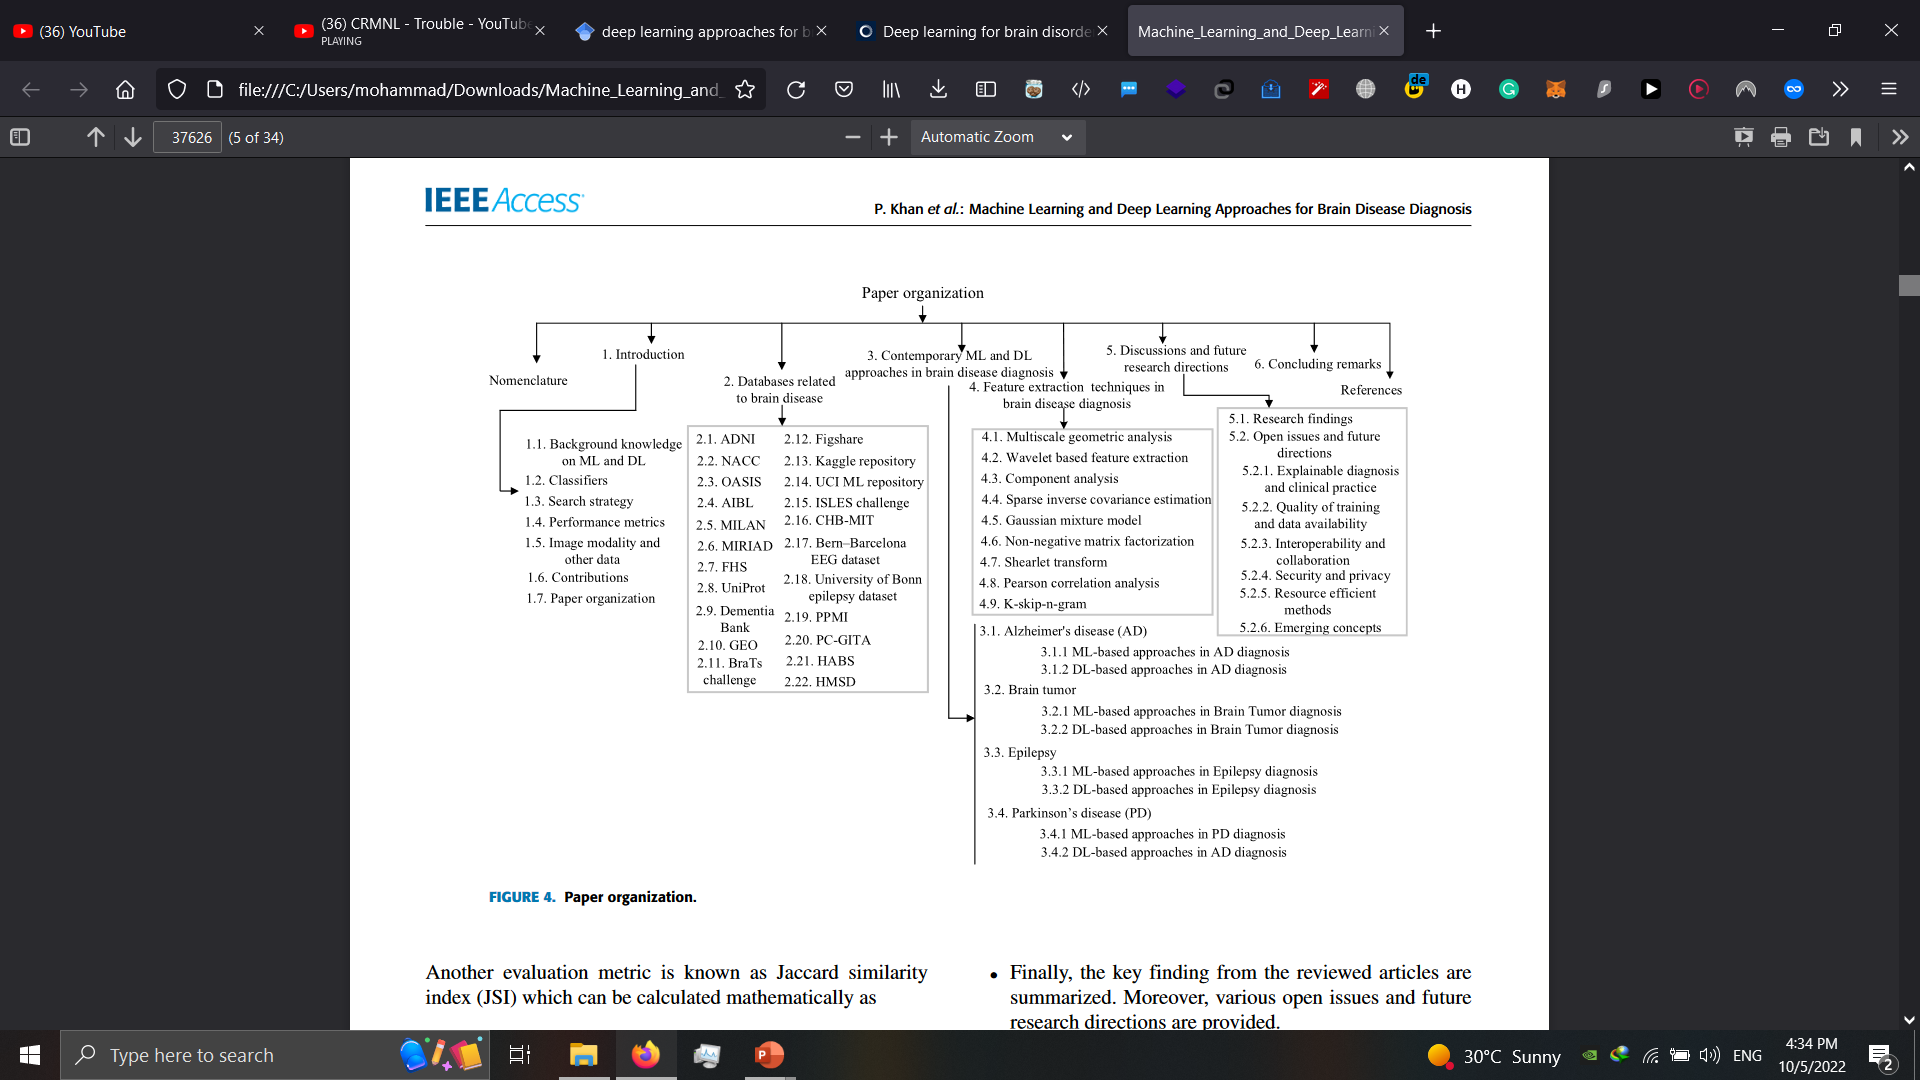 (36) YouTube
(36) CRMNL - Trouble - YouTube
PLAYING
deep learning approaches for b
Deep learning for brain disorde
Machine_Learning_and_Deep_Learni
file:///C:/Users/mohammad/Downloads/Machine_Learning_and_
de
37626
(5 of 34)
Automatic Zoom
IEEE Access
P. Khan et al.: Machine Learning and Deep Learning Approaches for Brain Disease Diagnosis
Paper organization
Nomenclature
1. Introduction
1.1. Background knowledge
on ML and DL
1.2. Classifiers
1.3. Search strategy
1.4. Performance metrics
1.5. Image modality and
other data
1.6. Contributions
1.7. Paper organization
2. Databases related
to brain disease
2.1. ADNI
2.2. NACC
2.3. OASIS
2.4. AIBL
2.5. MILAN
2.6. MIRIAD
2.7. FHS
2.8. UniProt
2.9. Dementia
Bank
2.10. GEO
2.11. BraTs
challenge
2.12. Figshare
2.13. Kaggle repository
2.14. UCI ML repository
2.15. ISLES challenge
2.16. CHB-MIT
2.17. Bern–Barcelona
EEG dataset
2.18. University of Bonn
epilepsy dataset
2.19. PPMI
2.20. PC-GITA
2.21. HABS
2.22. HMSD
3. Contemporary ML and DL
approaches in brain disease diagnosis
3.1. Alzheimer's disease (AD)
3.1.1 ML-based approaches in AD diagnosis
3.1.2 DL-based approaches in AD diagnosis
3.2. Brain tumor
3.2.1 ML-based approaches in Brain Tumor diagnosis
3.2.2 DL-based approaches in Brain Tumor diagnosis
3.3. Epilepsy
3.3.1 ML-based approaches in Epilepsy diagnosis
3.3.2 DL-based approaches in Epilepsy diagnosis
3.4. Parkinson’s disease (PD)
3.4.1 ML-based approaches in PD diagnosis
3.4.2 DL-based approaches in AD diagnosis
4. Feature extraction techniques in
brain disease diagnosis
4.1. Multiscale geometric analysis
4.2. Wavelet based feature extraction
4.3. Component analysis
4.4. Sparse inverse covariance estimation
4.5. Gaussian mixture model
4.6. Non-negative matrix factorization
4.7. Shearlet transform
4.8. Pearson correlation analysis
4.9. K-skip-n-gram
5. Discussions and future
research directions
5.1. Research findings
5.2. Open issues and future
directions
5.2.1. Explainable diagnosis
and clinical practice
5.2.2. Quality of training
and data availability
5.2.3. Interoperability and
collaboration
5.2.4. Security and privacy
5.2.5. Resource efficient
methods
5.2.6. Emerging concepts
6. Concluding remarks
References
FIGURE 4. Paper organization.
Another evaluation metric is known as Jaccard similarity
index (JSI) which can be calculated mathematically as
• Finally, the key finding from the reviewed articles are
summarized. Moreover, various open issues and future
research directions are provided.
Type here to search
30°C Sunny
ENG
4:34 PM
10/5/2022
2